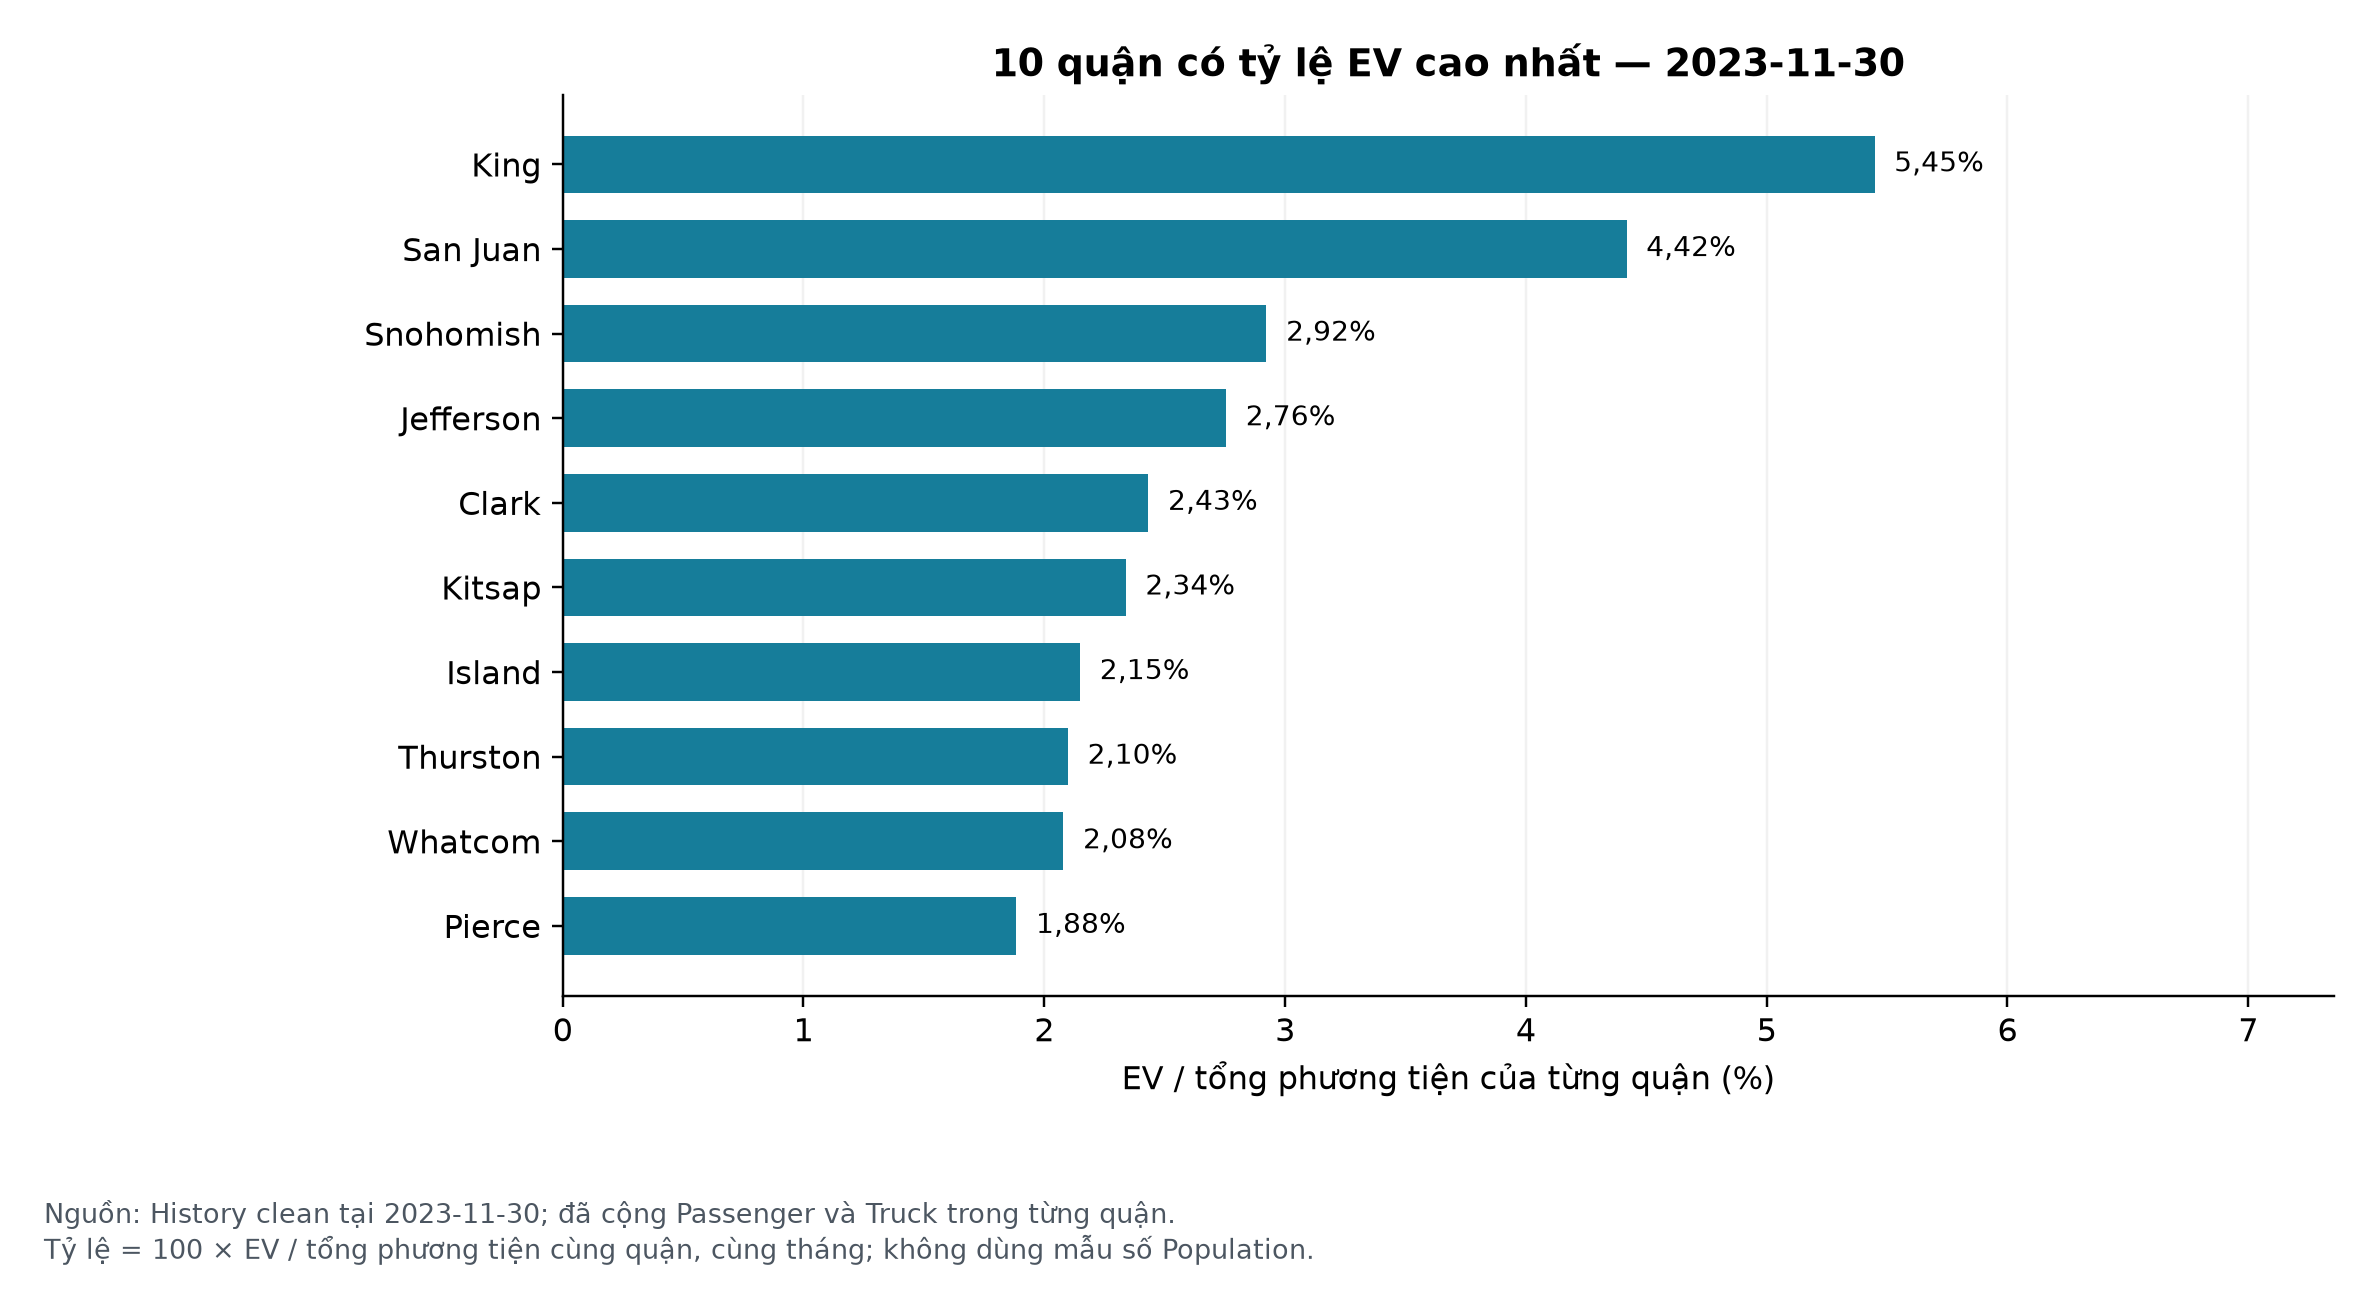 10 quận có tỷ lệ EV cao nhất — 2023-11-30
King 5,45%
San Juan 4,42%
Snohomish 2,92%
Jefferson 2,76%
Clark 2,43%
Kitsap 2,34%
Island 2,15%
Thurston 2,10%
Whatcom 2,08%
Pierce 1,88%
0 1 2 3 4 5 6 7
EV / tổng phương tiện của từng quận (%)
Nguồn: History clean tại 2023-11-30; đã cộng Passenger và Truck trong từng quận.
Tỷ lệ = 100 × EV / tổng phương tiện cùng quận, cùng tháng; không dùng mẫu số Population.